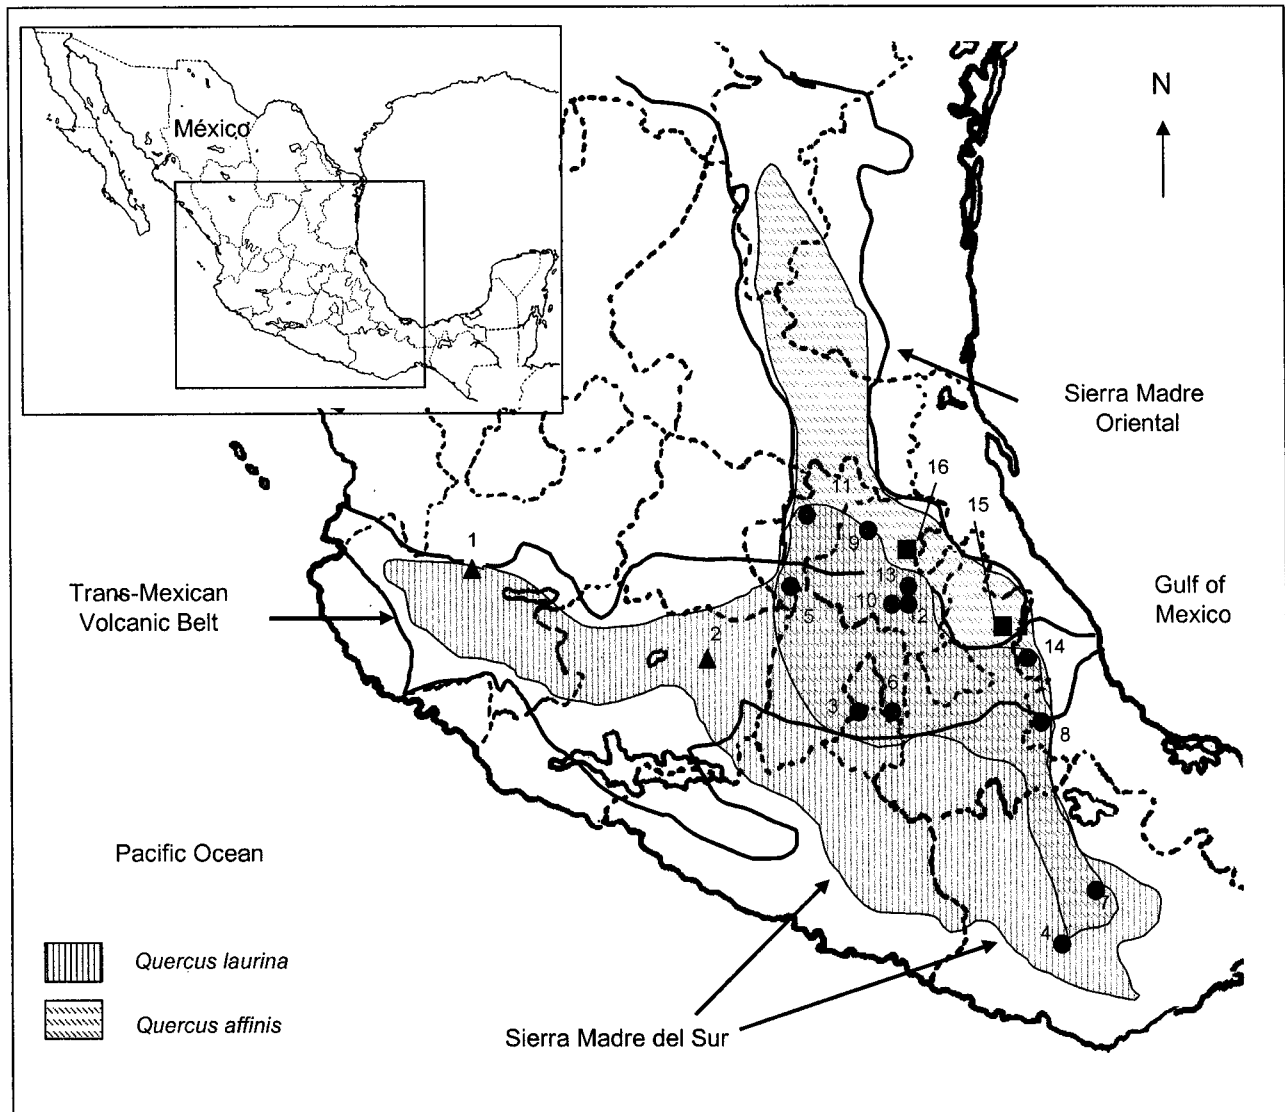 México
N
Sierra Madre
Oriental
16
11
15
9
1
13
Trans-Mexican
Volcanic Belt
Gulf of
Mexico
10
12
5
2
14
6
3
8
Pacific Ocean
7
4
Quercus laurina
Quercus affinis
Sierra Madre del Sur